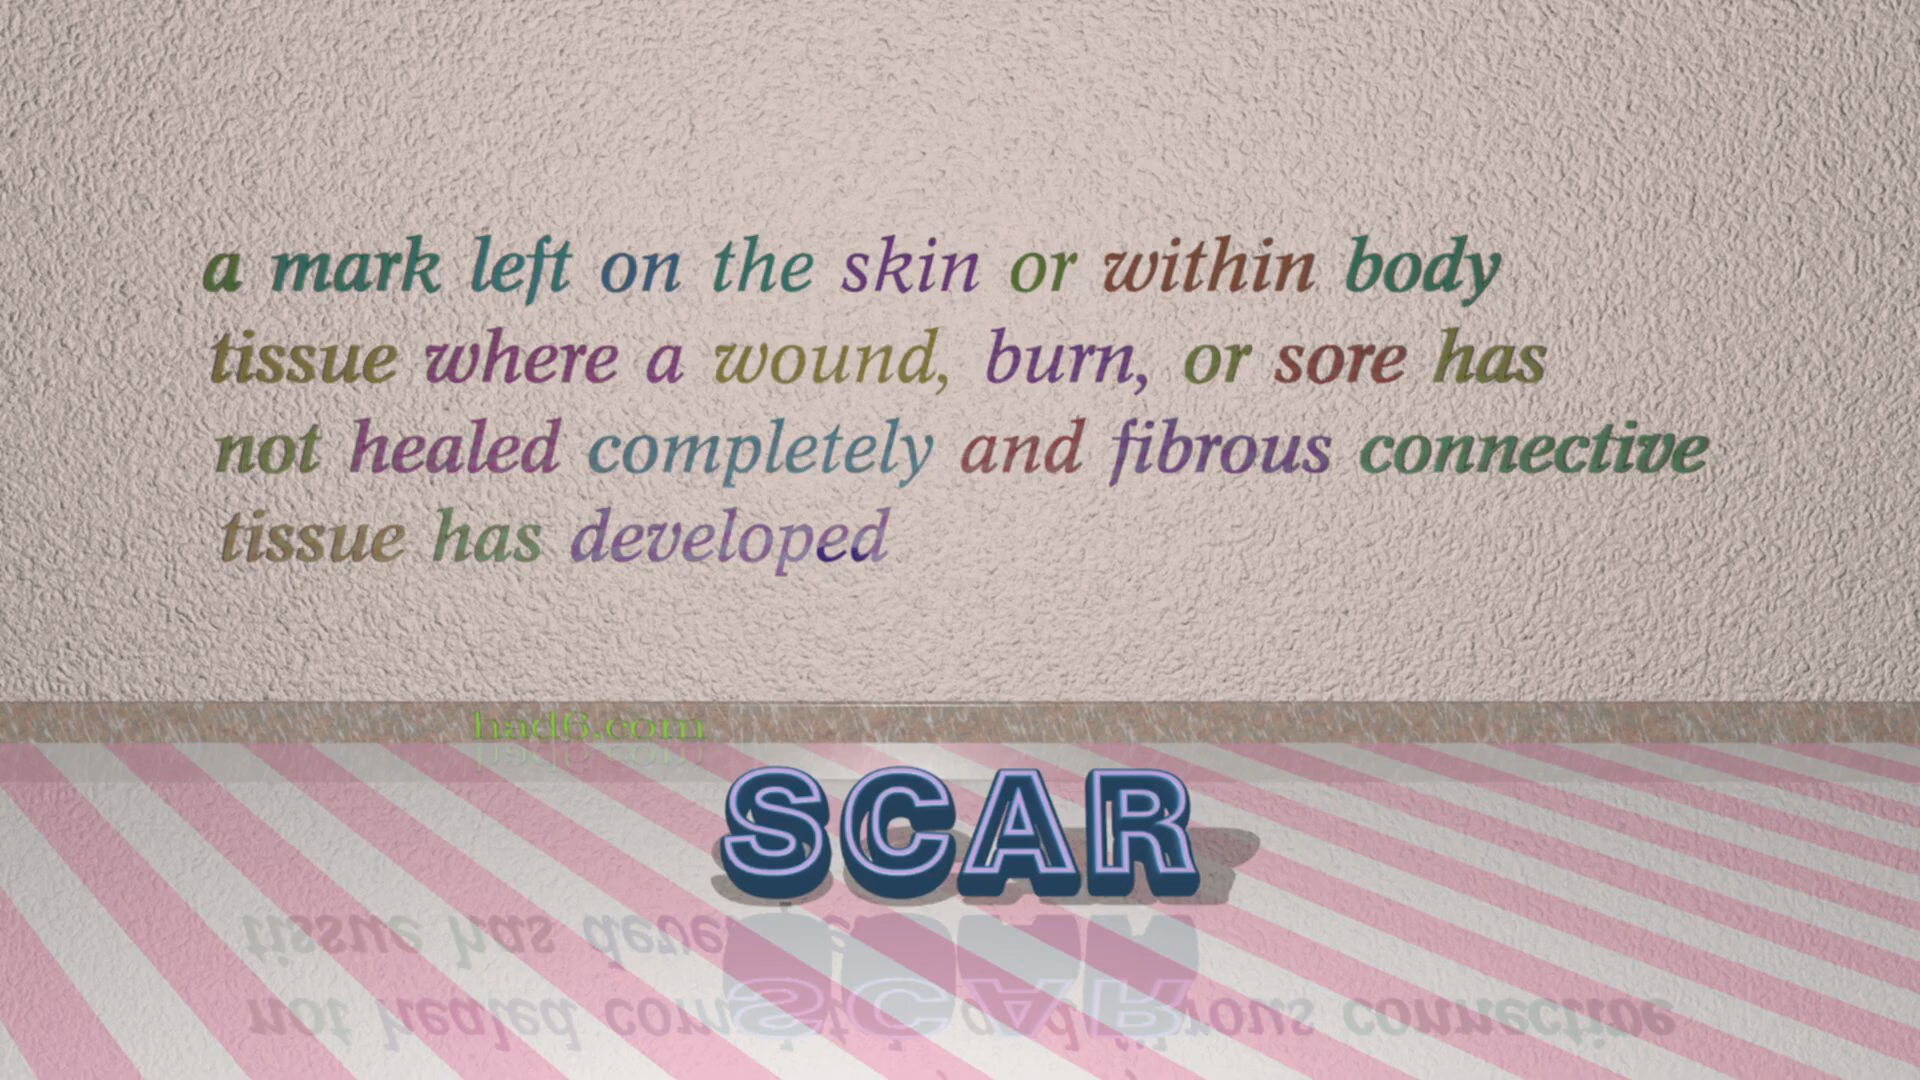 a mark left on the skin or within body
tissue where a wound, burn, or sore has
not healed completely and fibrous connective
tissue has developed
had6.com
SCAR